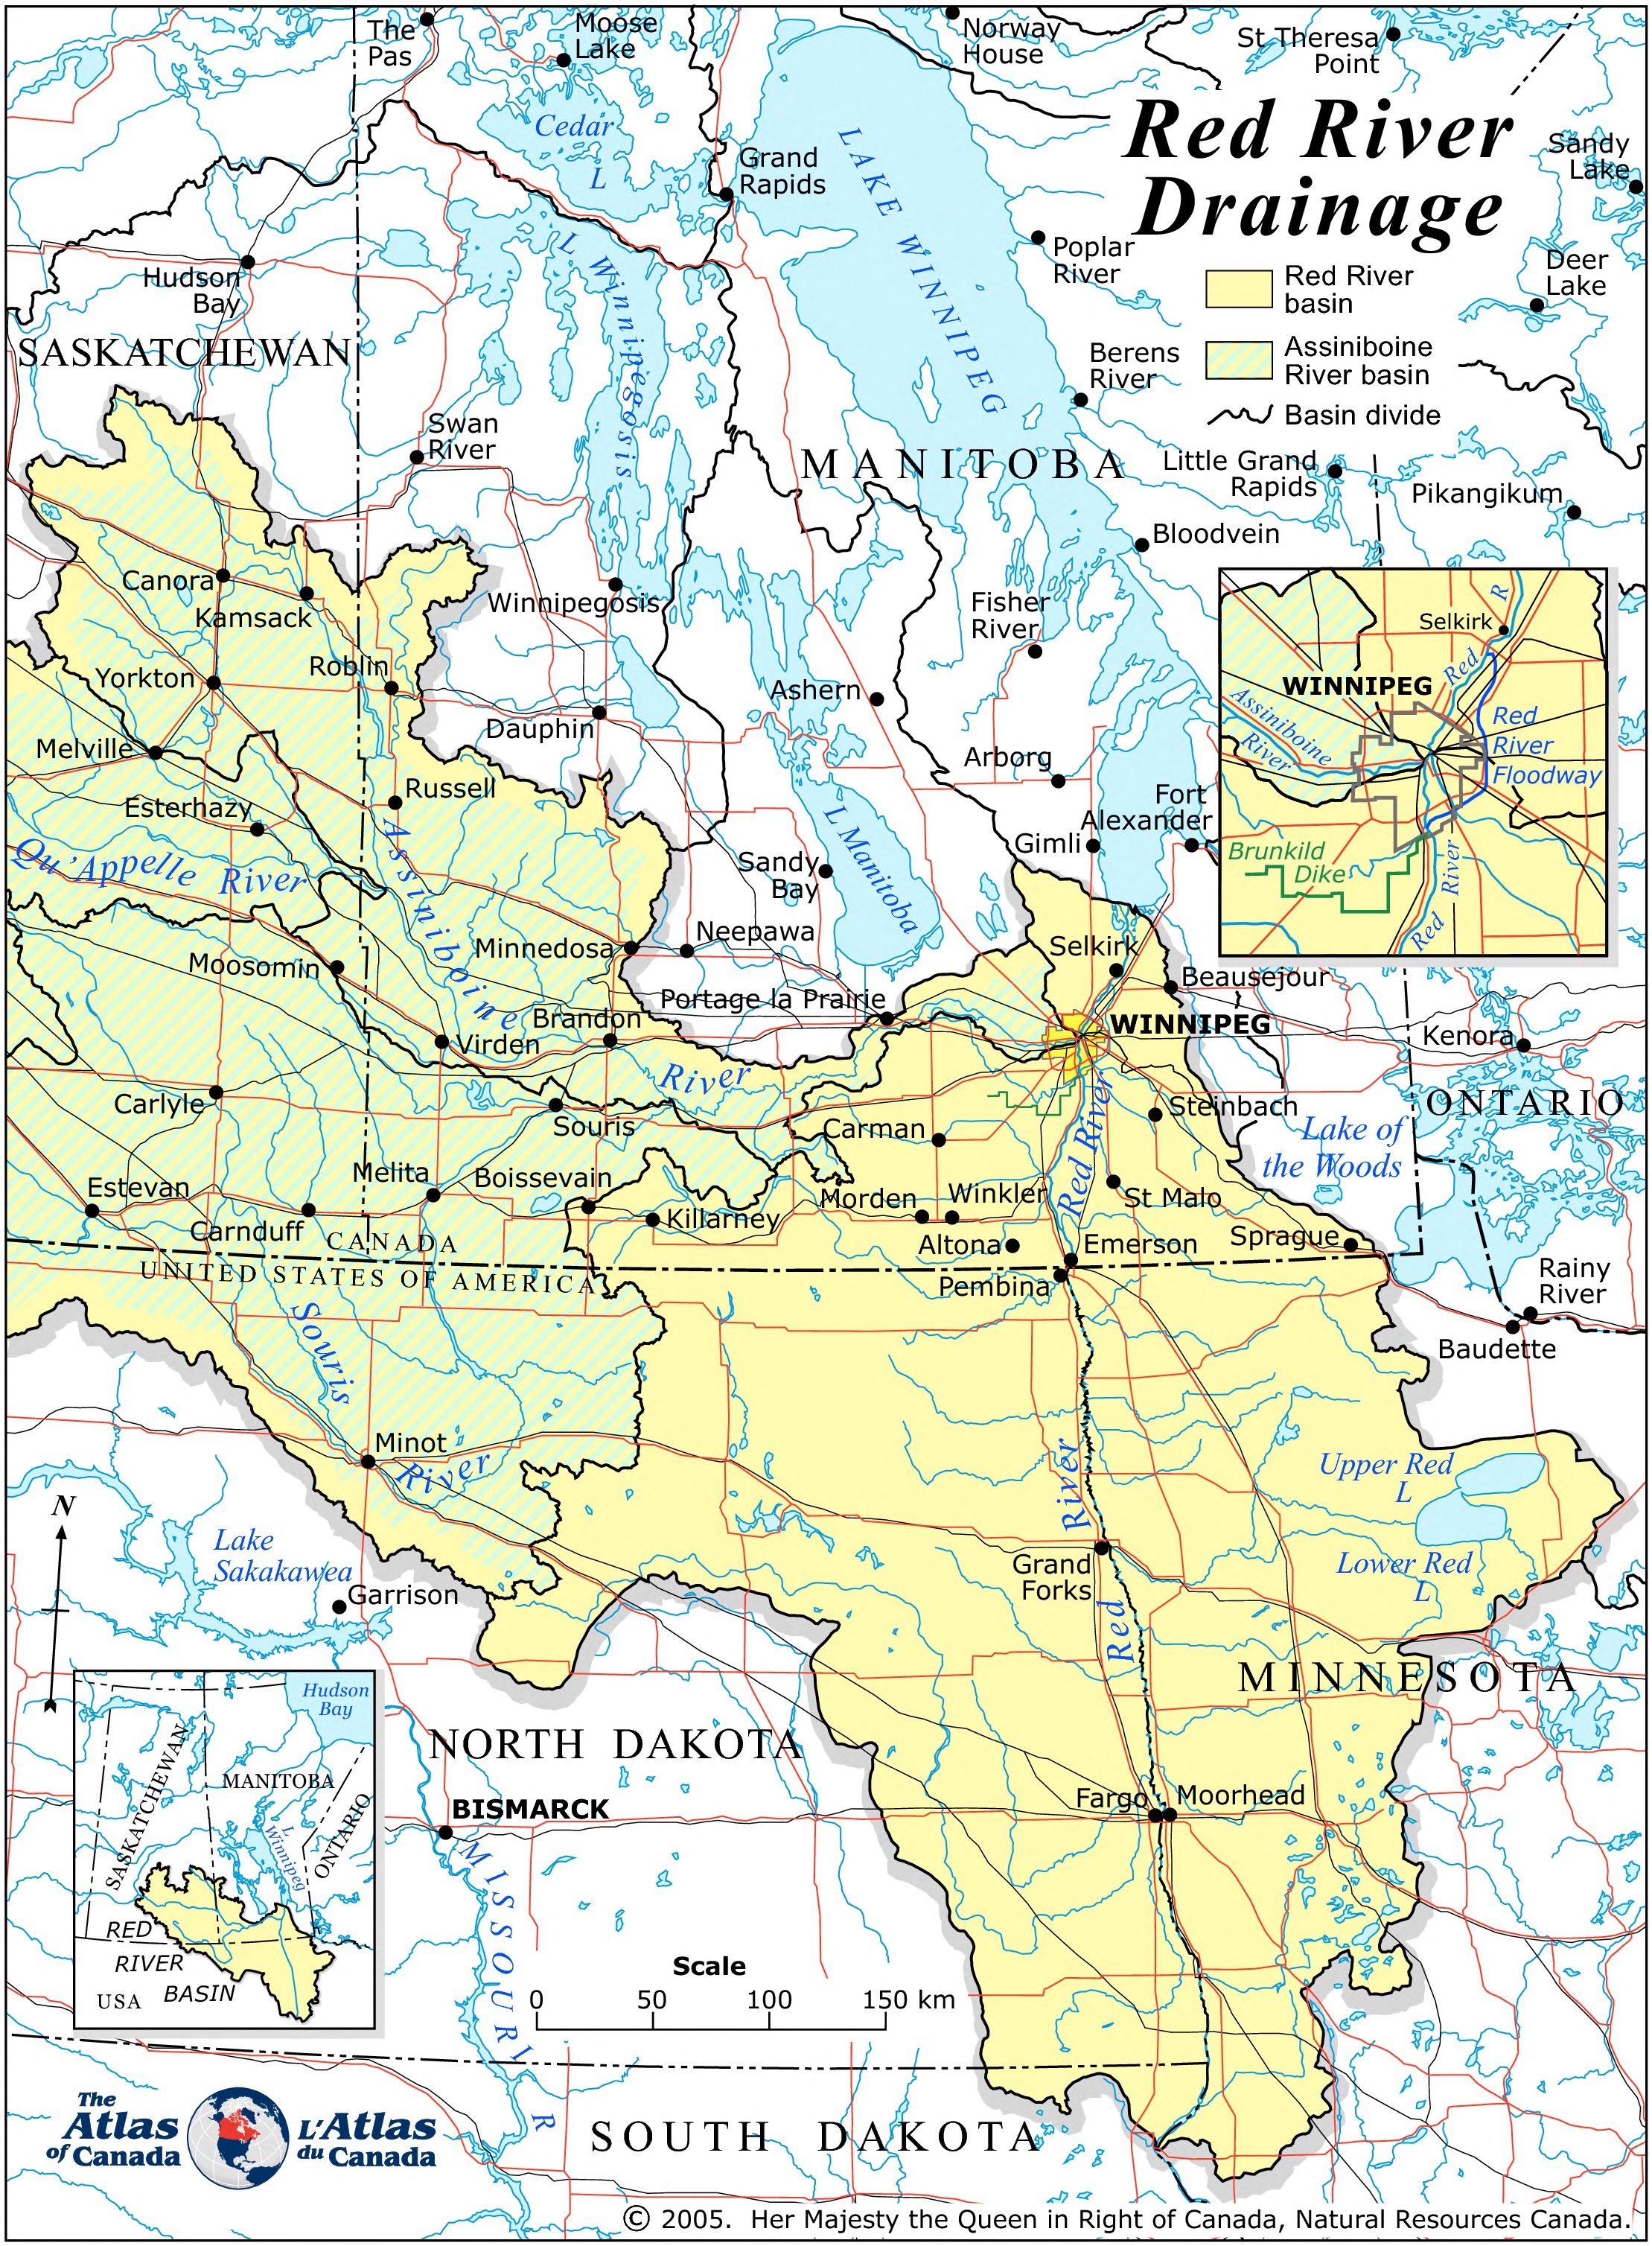 The
Pas
Moose
Lake
Norway
House
St Theresa
Point
Red River
Drainage
Sandy
Lake
Cedar
L
Grand
Rapids
LAKE WINNIPEG
Poplar
River
Deer
Lake
Red River
basin
Hudson
Bay
L Winnipegosis
SASKATCHEWAN
Berens
River
Assiniboine
River basin
Basin divide
Swan
River
MANITOBA
Little Grand
Rapids
Pikangikum
Bloodvein
Canora
Kamsack
Winnipegosis
Fisher
River
Selkirk
R
Red
WINNIPEG
Assiniboine
River
Red
River
Floodway
Brunkild
Dike
River
Red
Yorkton
Roblin
Ashern
Dauphin
Melville
Arborg
Russell
Esterhazy
Fort
Alexander
Gimli
Qu'Appelle River
Assiniboine
Sandy
Bay
L Manitoba
Neepawa
Minnedosa
Selkirk
Moosomin
Beausejour
Portage la Prairie
Brandon
WINNIPEG
Virden
Kenora
River
Carlyle
Souris
Steinbach
ONTARIO
Carman
Red River
Lake of
the Woods
Melita
Boissevain
Estevan
Morden
Winkler
St Malo
Killarney
Carnduff
CANADA
Altona
Emerson
Sprague
UNITED STATES OF AMERICA
Pembina
Rainy
River
Baudette
Souris
Minot
River
River
Upper Red
L
N
Lake
Sakakawea
Garrison
Grand
Forks
Lower Red
L
Red
MINNESOTA
Hudson
Bay
SASKATCHEWAN
MANITOBA
ONTARIO
L
Winnipeg
RED
RIVER
BASIN
USA
NORTH DAKOTA
BISMARCK
Fargo
Moorhead
MISSOURI R
Scale
0 50 100 150 km
SOUTH DAKOTA
The
Atlas
of Canada
L'Atlas
du Canada
© 2005. Her Majesty the Queen in Right of Canada, Natural Resources Canada.